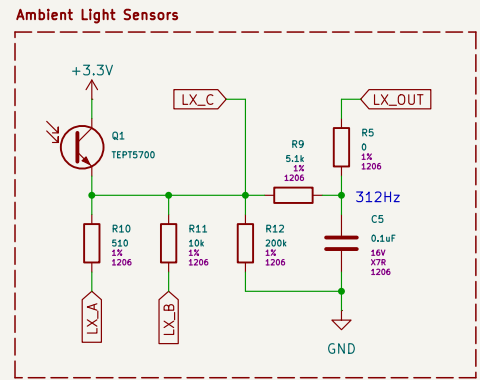 Ambient Light Sensors
+3.3V
LX_C
LX_OUT
Q1
TEPT5700
R9
5.1k
1%
1206
R5
0
1%
1206
312Hz
R10
510
1%
1206
R11
10k
1%
1206
R12
200k
1%
1206
C5
0.1uF
16V
X7R
1206
LX_A
LX_B
GND